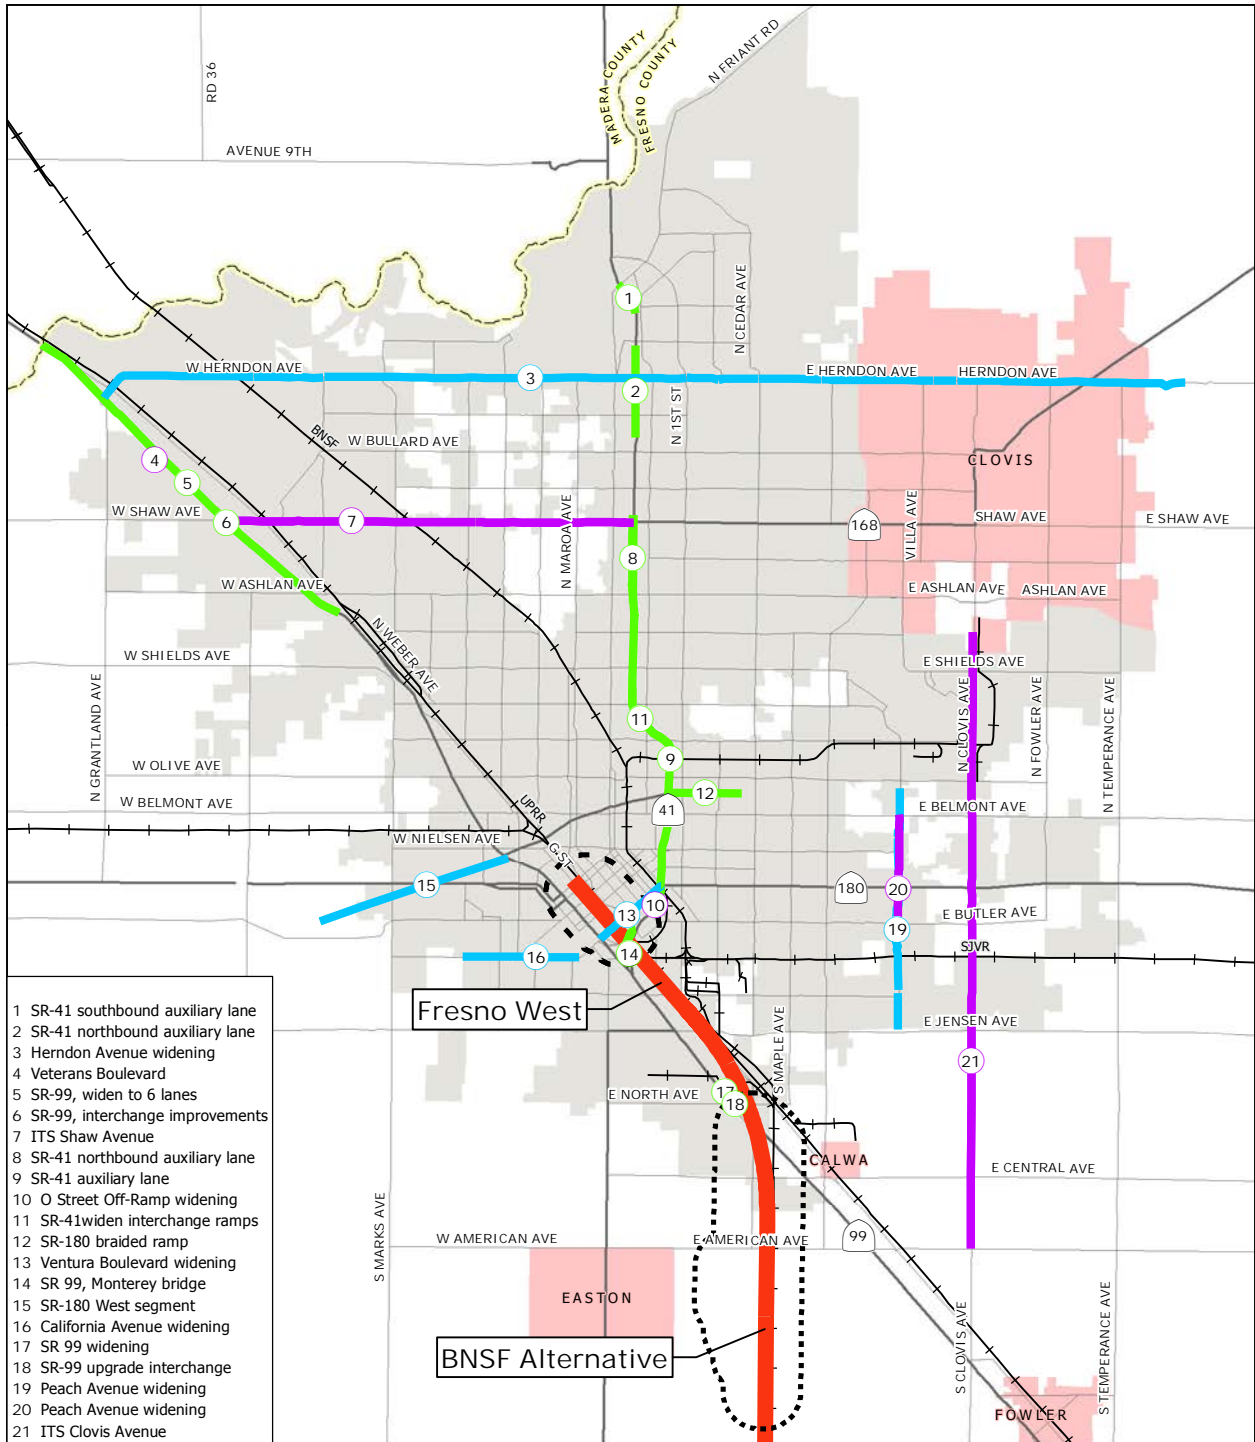 MADERA COUNTY
FRESNO COUNTY
N FRIANT RD
RD 36
AVENUE 9TH
1
N CEDAR AVE
W HERNDON AVE
3
E HERNDON AVE
HERNDON AVE
2
N 1ST ST
BNSF
W BULLARD AVE
CLOVIS
4
5
W SHAW AVE
6
7
N MAROA AVE
168
VILLA AVE
SHAW AVE
E SHAW AVE
8
W ASHLAN AVE
E ASHLAN AVE
ASHLAN AVE
N WEBER AVE
W SHIELDS AVE
E SHIELDS AVE
N GRANTLAND AVE
N CLOVIS AVE
N FOWLER AVE
N TEMPERANCE AVE
11
9
W OLIVE AVE
12
W BELMONT AVE
UPRR
41
E BELMONT AVE
W NIELSEN AVE
G ST
15
180
20
10
13
E BUTLER AVE
19
SJVR
14
16
Fresno West
S MAPLE AVE
E JENSEN AVE
21
E NORTH AVE
17
18
CALWA
E CENTRAL AVE
S MARKS AVE
W AMERICAN AVE
E AMERICAN AVE
99
EASTON
BNSF Alternative
S CLOVIS AVE
S TEMPERANCE AVE
FOWLER
1 SR-41 southbound auxiliary lane
2 SR-41 northbound auxiliary lane
3 Herndon Avenue widening
4 Veterans Boulevard
5 SR-99, widen to 6 lanes
6 SR-99, interchange improvements
7 ITS Shaw Avenue
8 SR-41 northbound auxiliary lane
9 SR-41 auxiliary lane
10 O Street Off-Ramp widening
11 SR-41widen interchange ramps
12 SR-180 braided ramp
13 Ventura Boulevard widening
14 SR 99, Monterey bridge
15 SR-180 West segment
16 California Avenue widening
17 SR 99 widening
18 SR-99 upgrade interchange
19 Peach Avenue widening
20 Peach Avenue widening
21 ITS Clovis Avenue